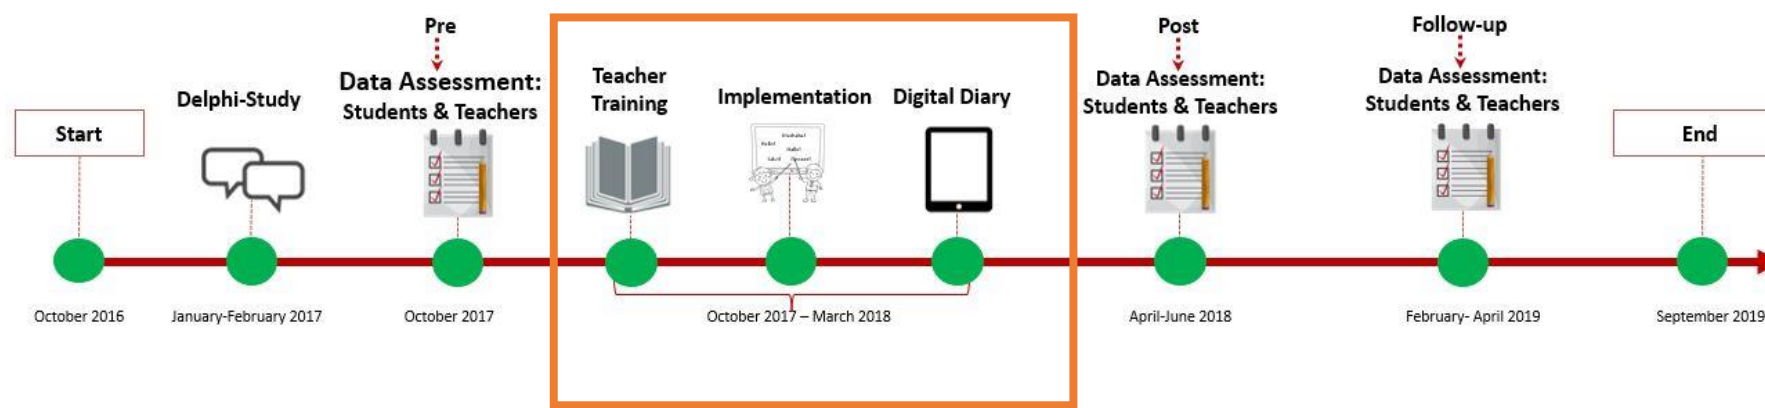 Start
October 2016
Delphi-Study
January-February 2017
Pre
Data Assessment:
Students & Teachers
October 2017
Teacher
Training
Implementation
Digital Diary
October 2017 – March 2018
Post
Data Assessment:
Students & Teachers
April-June 2018
Follow-up
Data Assessment:
Students & Teachers
February- April 2019
End
September 2019